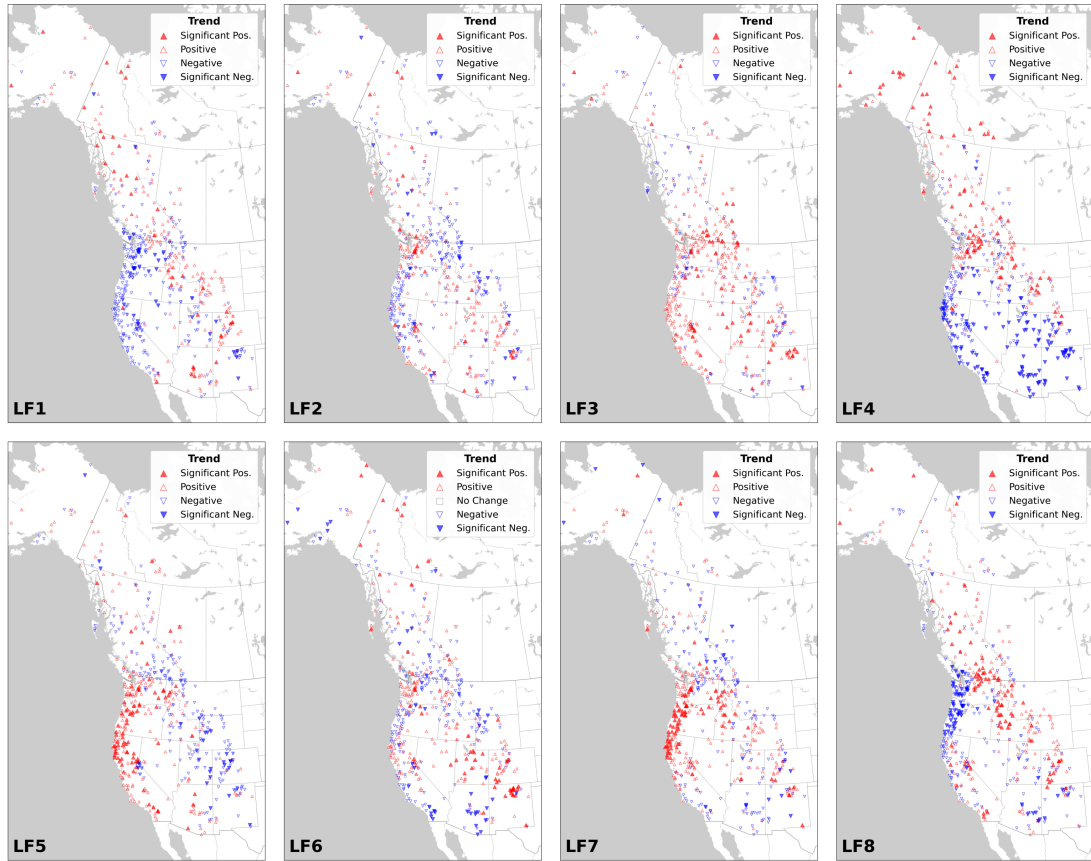 Trend
Significant Pos.
Positive
Negative
Significant Neg.
LF1
Trend
Significant Pos.
Positive
Negative
Significant Neg.
LF2
Trend
Significant Pos.
Positive
Negative
Significant Neg.
LF3
Trend
Significant Pos.
Positive
Negative
Significant Neg.
LF4
Trend
Significant Pos.
Positive
Negative
Significant Neg.
LF5
Trend
Significant Pos.
Positive
No Change
Negative
Significant Neg.
LF6
Trend
Significant Pos.
Positive
Negative
Significant Neg.
LF7
Trend
Significant Pos.
Positive
Negative
Significant Neg.
LF8